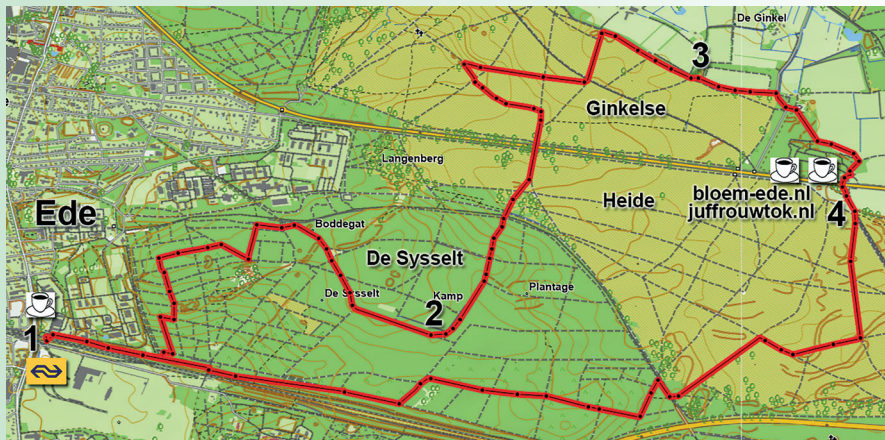 De Ginkel
3
Ginkelse
Langenberg
bloem-ede.nl
juffrouwtok.nl
Heide
4
Ede
Boddegat
De Sysselt
De Sysselt
Kamp
Plantage
2
1